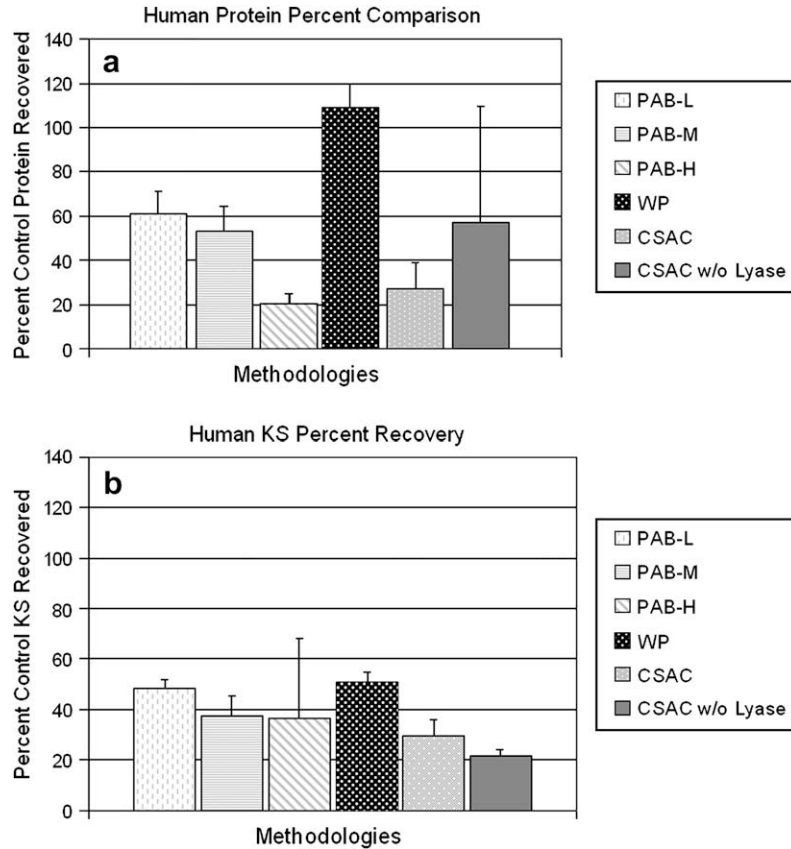 Human Protein Percent Comparison
a
Percent Control Protein Recovered
140
120
100
80
60
40
20
0
Methodologies
PAB-L
PAB-M
PAB-H
WP
CSAC
CSAC w/o Lyase
Human KS Percent Recovery
b
Percent Control KS Recovered
140
120
100
80
60
40
20
0
Methodologies
PAB-L
PAB-M
PAB-H
WP
CSAC
CSAC w/o Lyase